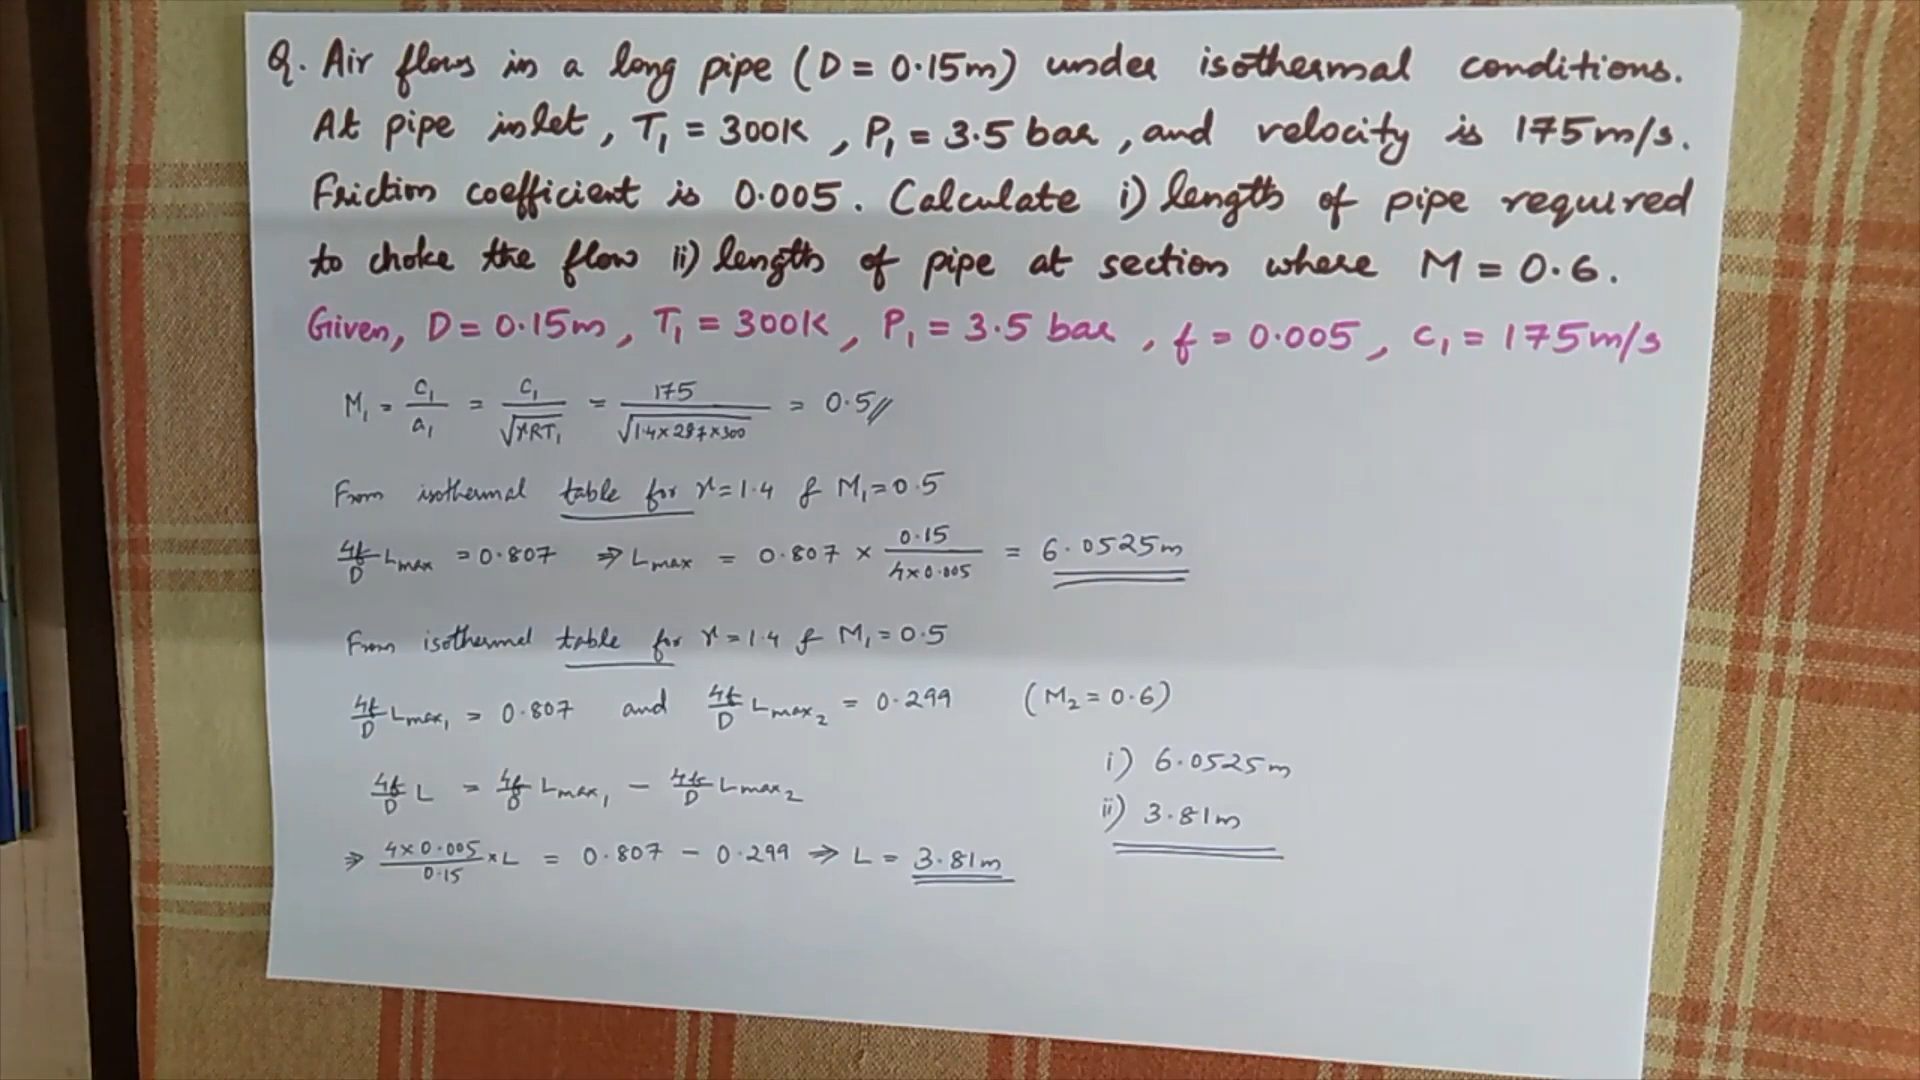 Q. Air flows in a long pipe (D = 0.15m) under isothermal conditions.
At pipe inlet, T₁ = 300K, P₁ = 3.5 bar, and velocity is 175m/s.
Friction coefficient is 0.005. Calculate i) length of pipe required
to choke the flow ii) length of pipe at section where M = 0.6.
Given, D = 0.15m, T₁ = 300K, P₁ = 3.5 bar, f = 0.005, c₁ = 175m/s
M₁ = c₁/a₁ = c₁/√(γRT₁) = 175/√(1.4×287×300) = 0.5//
From isothermal table for γ=1.4 & M₁=0.5
4f/D Lmax = 0.807 ⇒ Lmax = 0.807 × 0.15/(4×0.005) = 6.0525m
From isothermal table for γ=1.4 & M₁=0.5
4f/D Lmax₁ = 0.807 and 4f/D Lmax₂ = 0.299 (M₂ = 0.6)
4f/D L = 4f/D Lmax₁ − 4f/D Lmax₂
⇒ (4×0.005)/0.15 × L = 0.807 − 0.299 ⇒ L = 3.81m
i) 6.0525m
ii) 3.81m